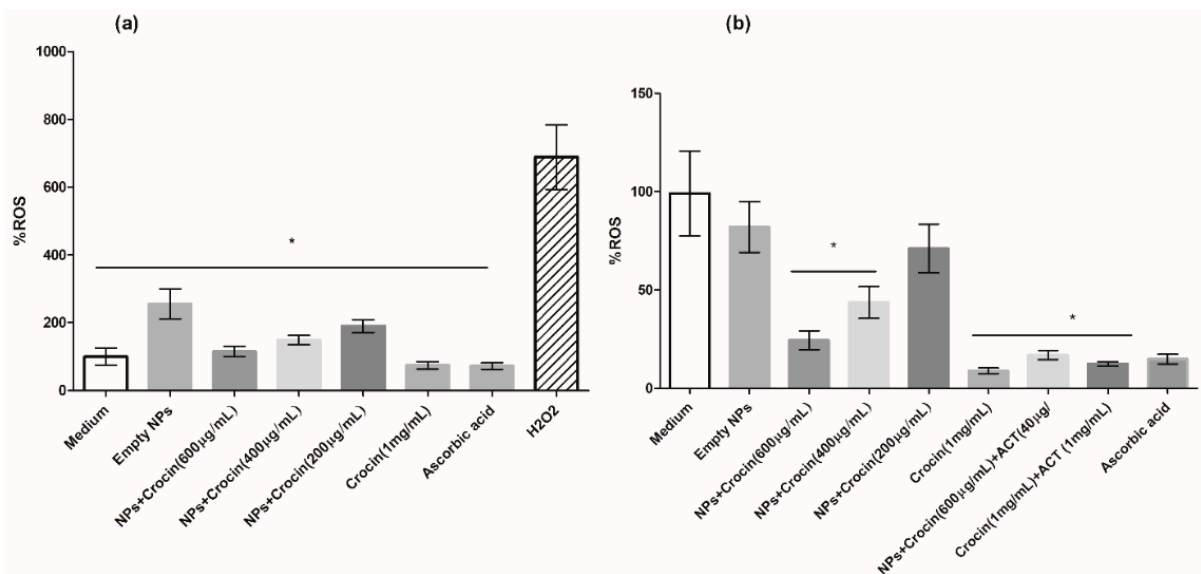 (a)
1000
800
600
400
200
0
%ROS
*
Medium
Empty NPs
NPs+Crocin(600μg/mL)
NPs+Crocin(400μg/mL)
NPs+Crocin(200μg/mL)
Crocin(1mg/mL)
Ascorbic acid
H2O2
(b)
150
100
50
0
%ROS
*
*
Medium
Empty NPs
NPs+Crocin(600μg/mL)
NPs+Crocin(400μg/mL)
NPs+Crocin(200μg/mL)
Crocin(1mg/mL)
NPs+Crocin(600μg/mL)+ACT(40μg/
Crocin(1mg/mL)+ACT (1mg/mL)
Ascorbic acid